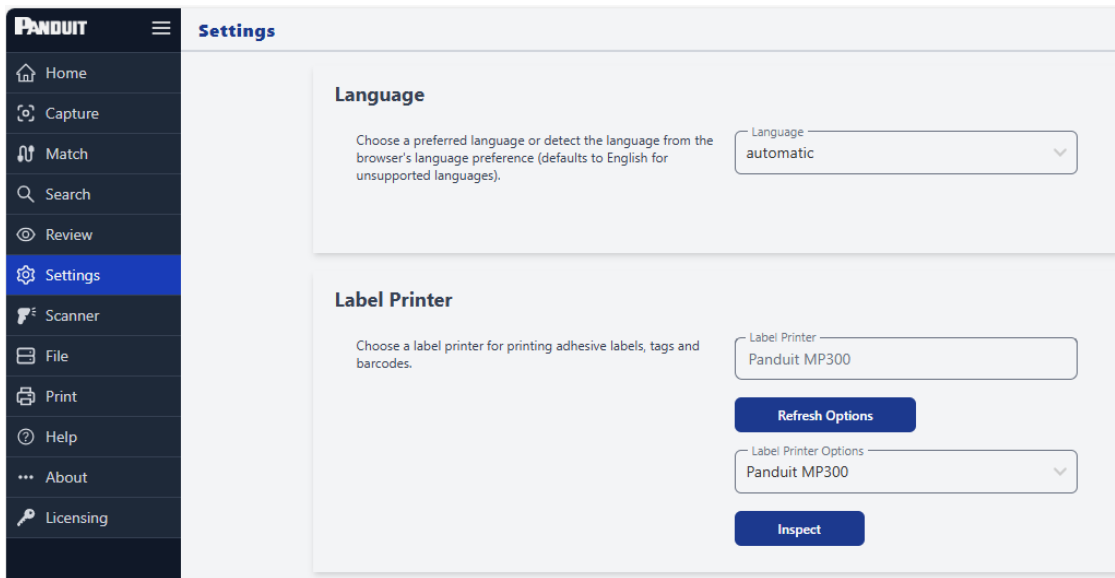 PANDUIT
Settings
Home
Capture
Match
Search
Review
Settings
Scanner
File
Print
Help
About
Licensing
Language
Choose a preferred language or detect the language from the
browser's language preference (defaults to English for
unsupported languages).
Language
automatic
Label Printer
Choose a label printer for printing adhesive labels, tags and
barcodes.
Label Printer
Panduit MP300
Refresh Options
Label Printer Options
Panduit MP300
Inspect